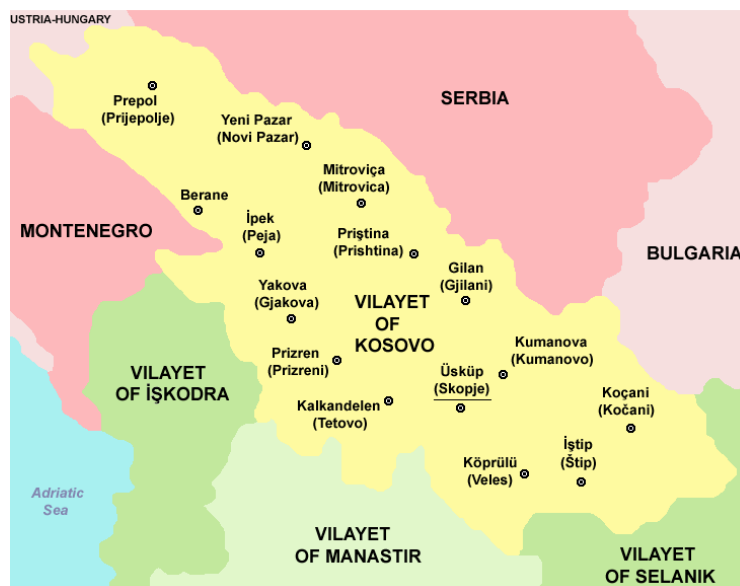 USTRIA-HUNGARY
SERBIA
Prepol
(Prijepolje)
Yeni Pazar
(Novi Pazar)
Mitroviça
(Mitrovica)
Berane
MONTENEGRO
İpek
(Peja)
Priştina
(Prishtina)
BULGARIA
Gilan
(Gjilani)
Yakova
(Gjakova)
VILAYET
OF
KOSOVO
Kumanova
(Kumanovo)
Prizren
(Prizreni)
VILAYET
OF İŞKODRA
Üsküp
(Skopje)
Koçani
(Kočani)
Kalkandelen
(Tetovo)
İştip
(Štip)
Köprülü
(Veles)
Adriatic
Sea
VILAYET
OF MANASTIR
VILAYET
OF SELANIK